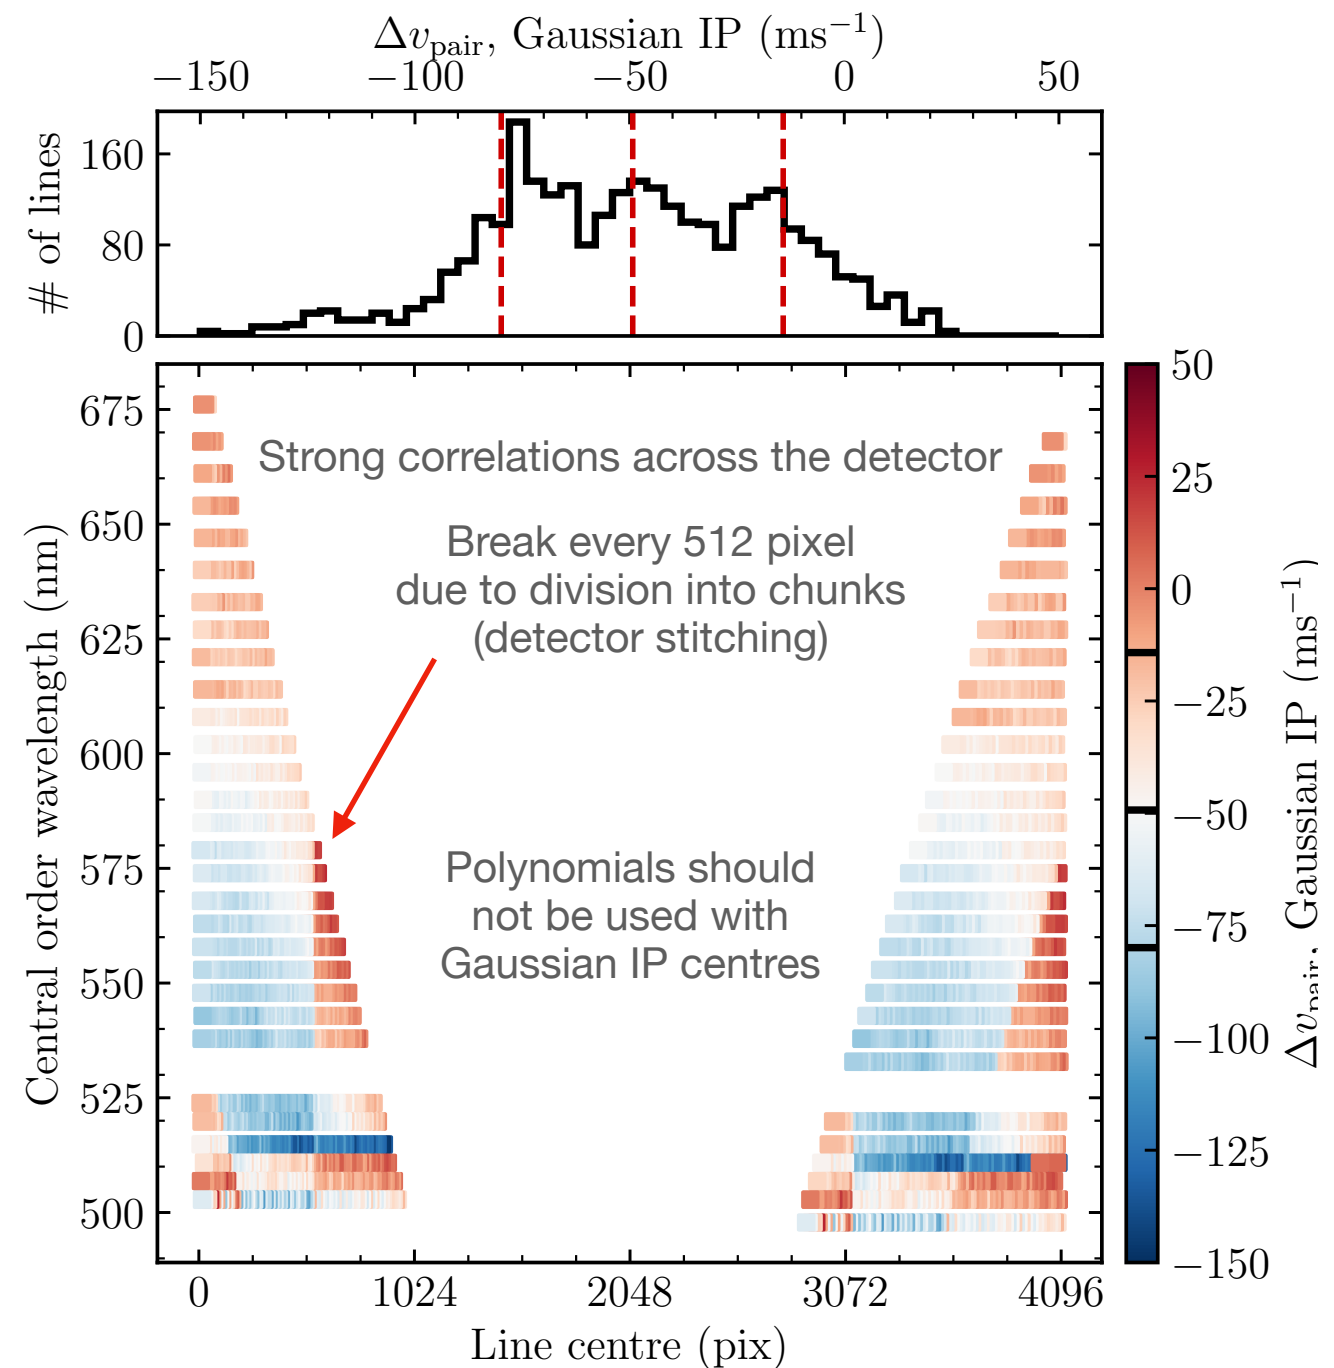 Δv_pair, Gaussian IP (ms⁻¹)
−150 −100 −50 0 50
# of lines
160
80
0
Central order wavelength (nm)
675
650
625
600
575
550
525
500
Strong correlations across the detector
Break every 512 pixel
due to division into chunks
(detector stitching)
Polynomials should
not be used with
Gaussian IP centres
0 1024 2048 3072 4096
Line centre (pix)
50
25
0
−25
−50
−75
−100
−125
−150
Δv_pair, Gaussian IP (ms⁻¹)